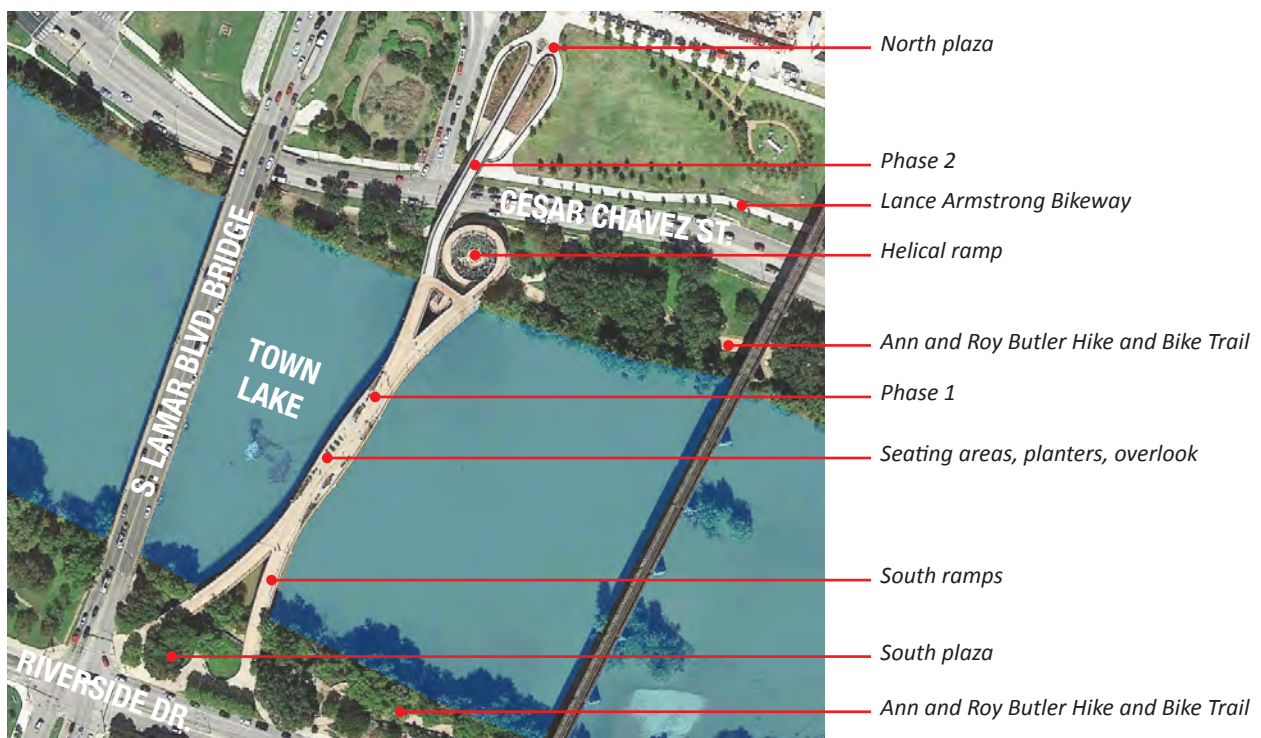 North plaza
Phase 2
Lance Armstrong Bikeway
CESAR CHAVEZ ST.
Helical ramp
S. LAMAR BLVD. BRIDGE
Ann and Roy Butler Hike and Bike Trail
TOWN
LAKE
Phase 1
Seating areas, planters, overlook
South ramps
South plaza
RIVERSIDE DR.
Ann and Roy Butler Hike and Bike Trail